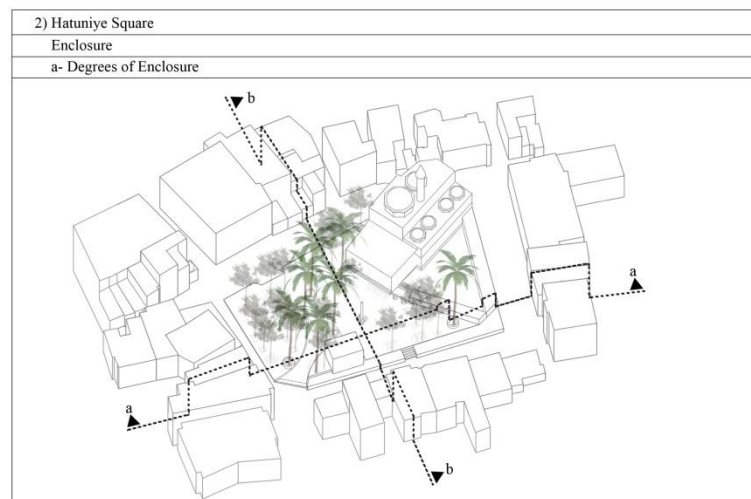 2) Hatuniye Square
Enclosure
a- Degrees of Enclosure
b
a
a
b